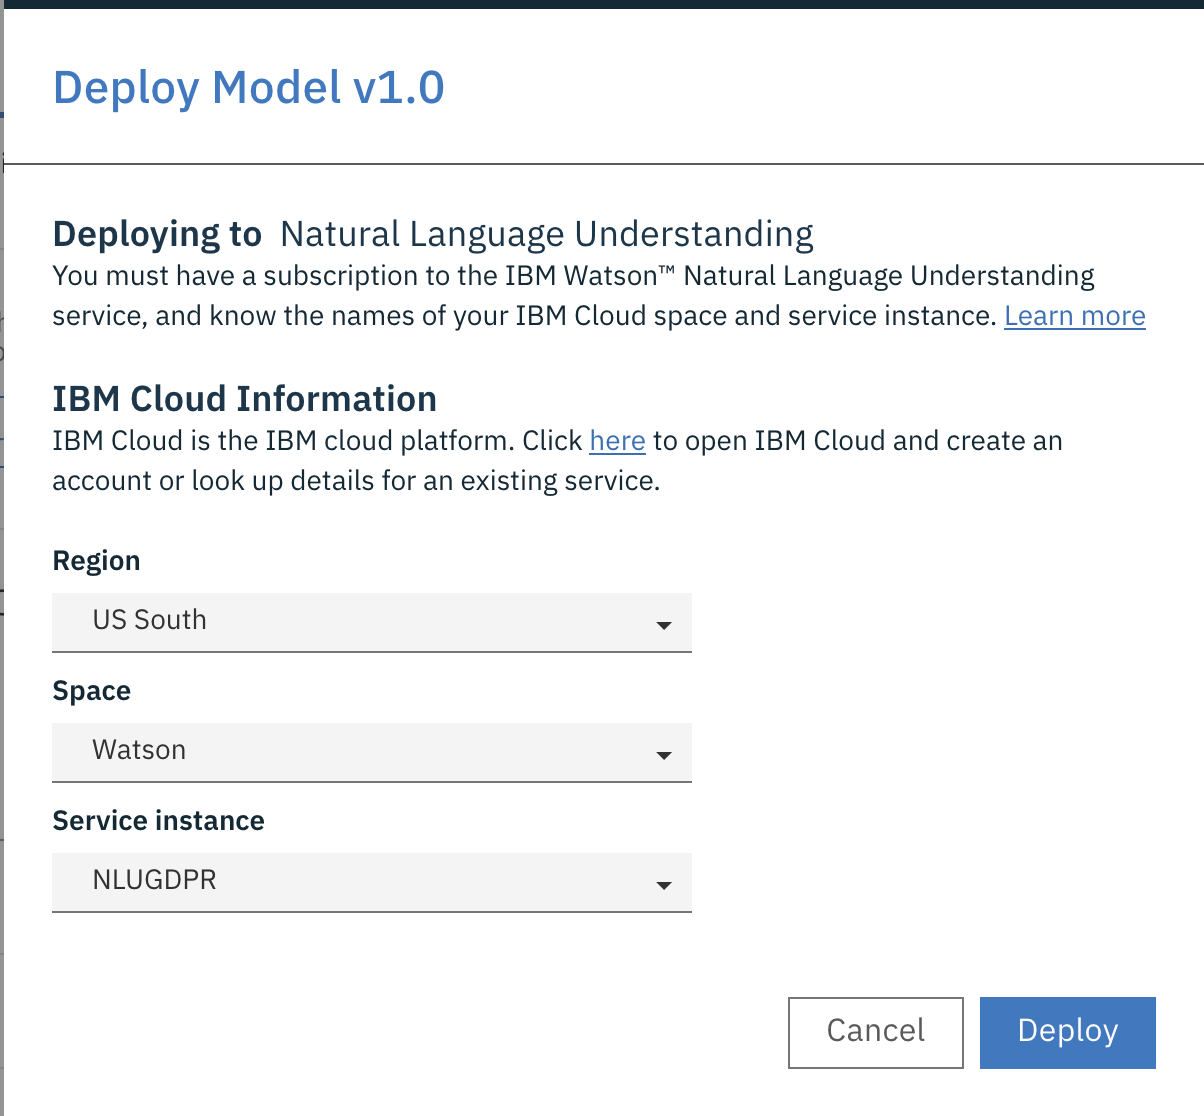 Deploy Model v1.0
Deploying to Natural Language Understanding
You must have a subscription to the IBM Watson™ Natural Language Understanding
service, and know the names of your IBM Cloud space and service instance. Learn more
IBM Cloud Information
IBM Cloud is the IBM cloud platform. Click here to open IBM Cloud and create an
account or look up details for an existing service.
Region
US South
Space
Watson
Service instance
NLUGDPR
Cancel Deploy